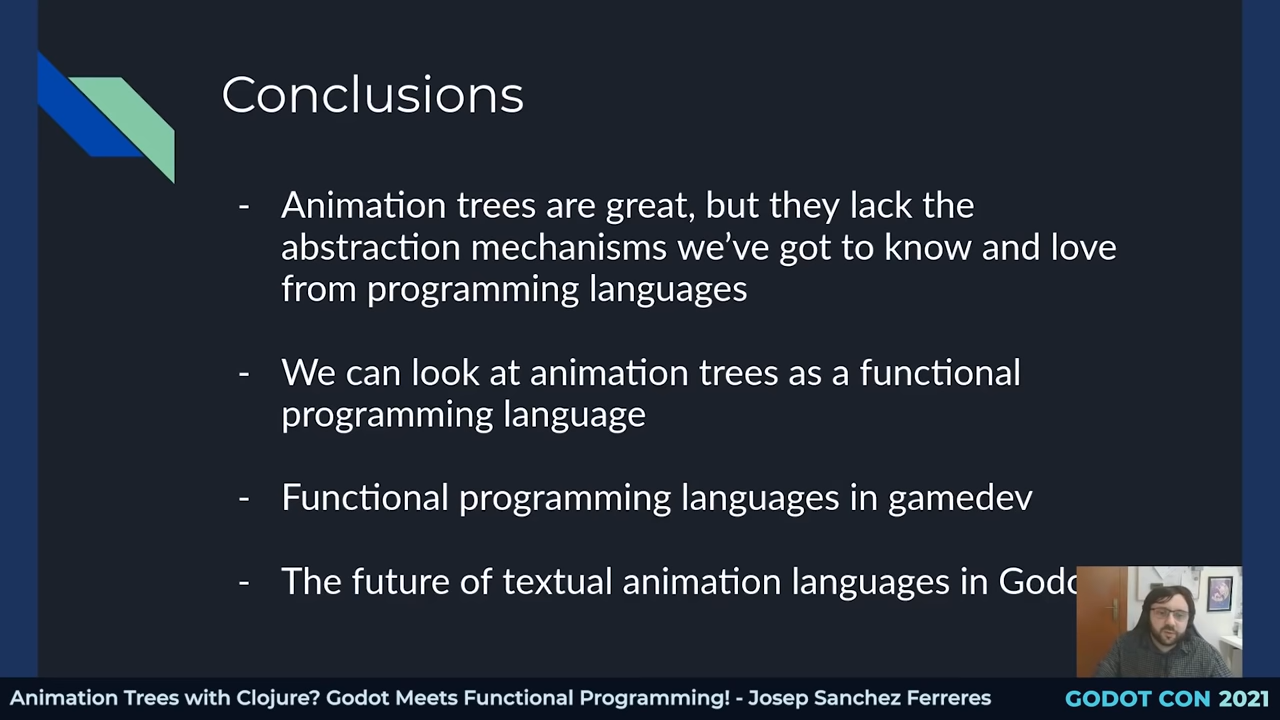 Conclusions
- Animation trees are great, but they lack the
abstraction mechanisms we've got to know and love
from programming languages
- We can look at animation trees as a functional
programming language
- Functional programming languages in gamedev
- The future of textual animation languages in
Animation Trees with Clojure? Godot Meets Functional Programming! - Josep Sanchez Ferreres
GODOT CON 2021